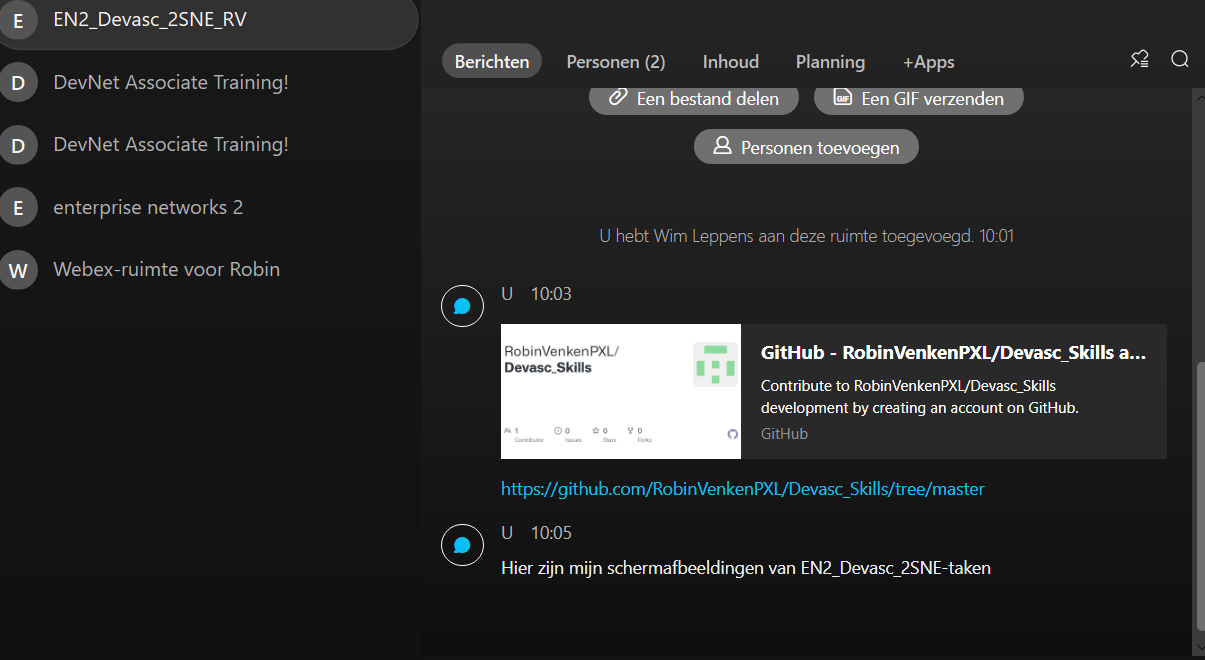 E EN2_Devasc_2SNE_RV
D DevNet Associate Training!
D DevNet Associate Training!
E enterprise networks 2
W Webex-ruimte voor Robin
Berichten Personen (2) Inhoud Planning +Apps
Een bestand delen GIF Een GIF verzenden
Personen toevoegen
U hebt Wim Leppens aan deze ruimte toegevoegd. 10:01
U 10:03
RobinVenkenPXL/
Devasc_Skills
1 0 0 0
Contributor Issues Stars Forks
GitHub - RobinVenkenPXL/Devasc_Skills a...
Contribute to RobinVenkenPXL/Devasc_Skills
development by creating an account on GitHub.
GitHub
https://github.com/RobinVenkenPXL/Devasc_Skills/tree/master
U 10:05
Hier zijn mijn schermafbeeldingen van EN2_Devasc_2SNE-taken